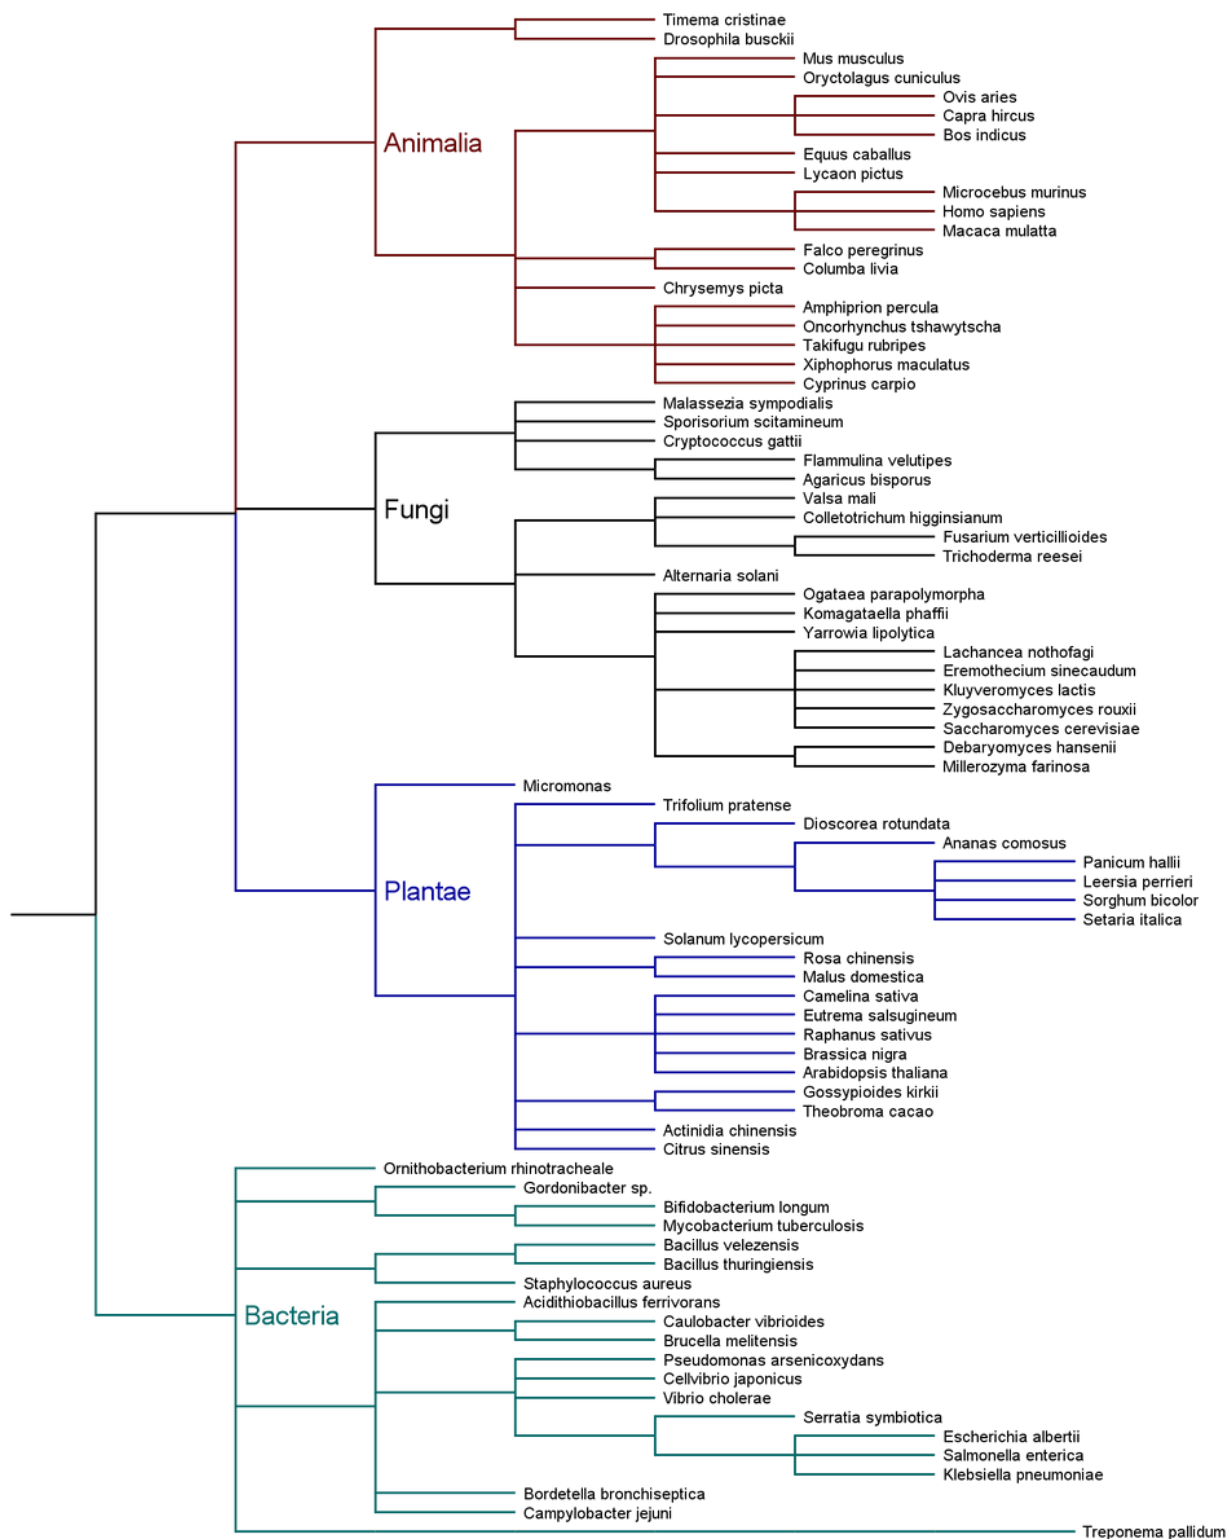 Timema cristinae
Drosophila busckii
Mus musculus
Oryctolagus cuniculus
Ovis aries
Capra hircus
Bos indicus
Animalia
Equus caballus
Lycaon pictus
Microcebus murinus
Homo sapiens
Macaca mulatta
Falco peregrinus
Columba livia
Chrysemys picta
Amphiprion percula
Oncorhynchus tshawytscha
Takifugu rubripes
Xiphophorus maculatus
Cyprinus carpio
Malassezia sympodialis
Sporisorium scitamineum
Cryptococcus gattii
Flammulina velutipes
Agaricus bisporus
Valsa mali
Fungi
Colletotrichum higginsianum
Fusarium verticillioides
Trichoderma reesei
Alternaria solani
Ogataea parapolymorpha
Komagataella phaffii
Yarrowia lipolytica
Lachancea nothofagi
Eremothecium sinecaudum
Kluyveromyces lactis
Zygosaccharomyces rouxii
Saccharomyces cerevisiae
Debaryomyces hansenii
Millerozyma farinosa
Micromonas
Trifolium pratense
Dioscorea rotundata
Ananas comosus
Panicum hallii
Leersia perrieri
Plantae
Sorghum bicolor
Setaria italica
Solanum lycopersicum
Rosa chinensis
Malus domestica
Camelina sativa
Eutrema salsugineum
Raphanus sativus
Brassica nigra
Arabidopsis thaliana
Gossypioides kirkii
Theobroma cacao
Actinidia chinensis
Citrus sinensis
Ornithobacterium rhinotracheale
Gordonibacter sp.
Bifidobacterium longum
Mycobacterium tuberculosis
Bacillus velezensis
Bacillus thuringiensis
Staphylococcus aureus
Acidithiobacillus ferrivorans
Bacteria
Caulobacter vibrioides
Brucella melitensis
Pseudomonas arsenicoxydans
Cellvibrio japonicus
Vibrio cholerae
Serratia symbiotica
Escherichia albertii
Salmonella enterica
Klebsiella pneumoniae
Bordetella bronchiseptica
Campylobacter jejuni
Treponema pallidum